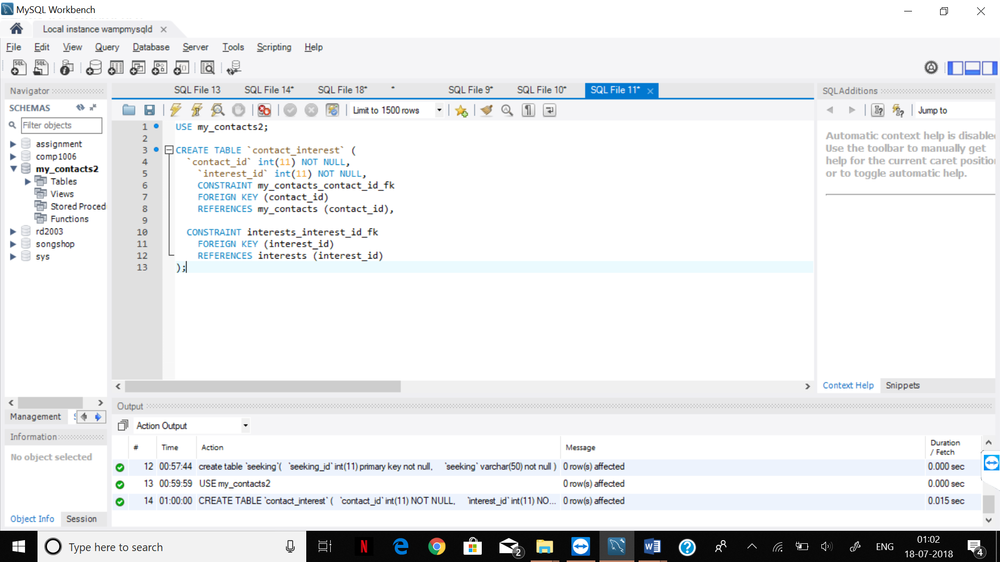 MySQL Workbench
Local instance wampmysqld
File Edit View Query Database Server Tools Scripting Help
Navigator
SCHEMAS
Filter objects
assignment
comp1006
my_contacts2
Tables
Views
Stored Proced
Functions
rd2003
songshop
sys
Management
Information
No object selected
Object Info Session
SQL File 13 SQL File 14* SQL File 18* * SQL File 9* SQL File 10* SQL File 11*
Limit to 1500 rows
1 USE my_contacts2;
2
3 CREATE TABLE `contact_interest` (
4 `contact_id` int(11) NOT NULL,
5 `interest_id` int(11) NOT NULL,
6 CONSTRAINT my_contacts_contact_id_fk
7 FOREIGN KEY (contact_id)
8 REFERENCES my_contacts (contact_id),
9
10 CONSTRAINT interests_interest_id_fk
11 FOREIGN KEY (interest_id)
12 REFERENCES interests (interest_id)
13 );
SQLAdditions
Jump to
Automatic context help is disable
Use the toolbar to manually get
help for the current caret positio
or to toggle automatic help.
Context Help Snippets
Output
Action Output
# Time Action Message Duration / Fetch
12 00:57:44 create table `seeking`( `seeking_id` int(11) primary key not null, `seeking` varchar(50) not null ) 0 row(s) affected 0.000 sec
13 00:59:59 USE my_contacts2 0 row(s) affected 0.000 sec
14 01:00:00 CREATE TABLE `contact_interest` ( `contact_id` int(11) NOT NULL, `interest_id` int(11) NO... 0 row(s) affected 0.015 sec
Type here to search
2
ENG
01:02
18-07-2018
4